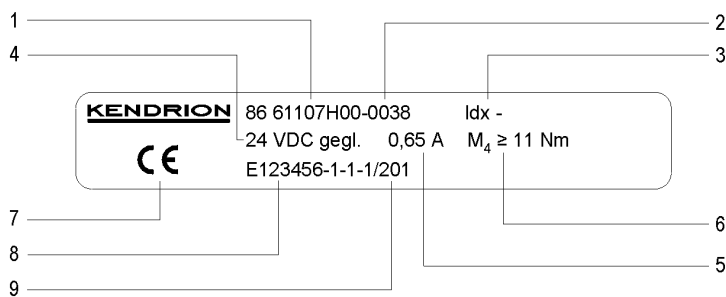 1
2
4
3
KENDRION 86 61107H00-0038 Idx -
24 VDC gegl. 0,65 A M₄ ≥ 11 Nm
CE
E123456-1-1-1/201
7
6
8
5
9